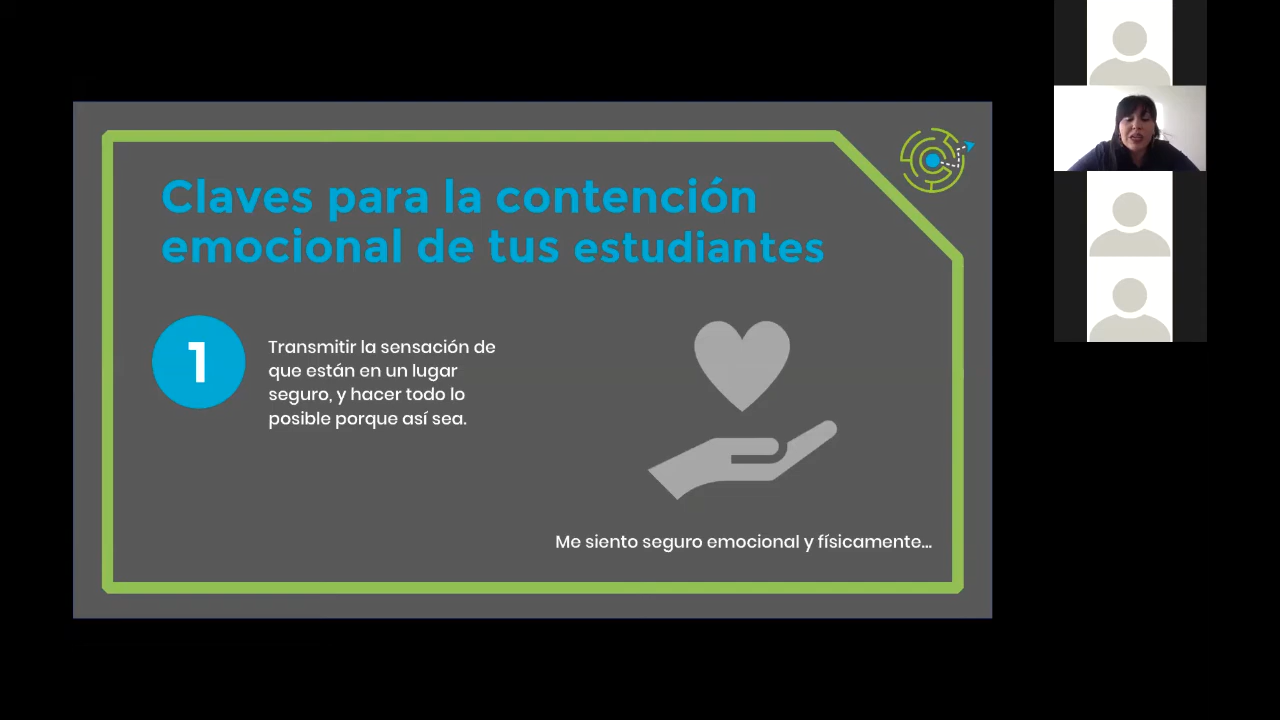 Claves para la contención
emocional de tus estudiantes
1
Transmitir la sensación de
que están en un lugar
seguro, y hacer todo lo
posible porque así sea.
Me siento seguro emocional y físicamente...